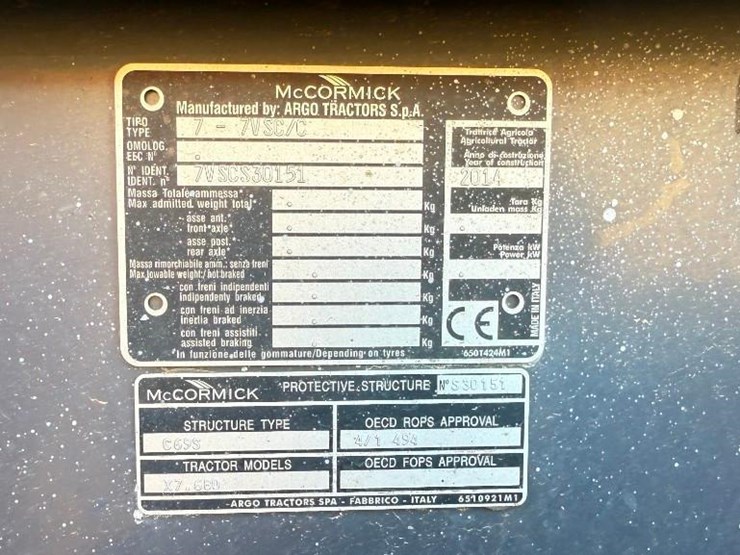 McCORMICK
Manufactured by: ARGO TRACTORS S.p.A.
TIPO
TYPE
7 - 7VSC/C
OMOLOG.
EEC N°
N° IDENT.
IDENT. n°
7VSCS30151
Massa Totale ammessa
Max admitted weight total
Kg
asse ant.
front axle
Kg
asse post.
rear axle
Kg
Massa rimorchiabile amm.: senza freni
Max.towable weight: not braked
Kg
con freni indipendenti
independenty braked
Kg
con freni ad inerzia
inertia braked
Kg
con freni assistiti
assisted braking
Kg
In funzione delle gommature/Depending on tyres
Trattrice Agricola
Agricultural Tractor
Anno di costruzione
Year of construction
2014
Tara Kg
Unladen mass Kg
Potenza kW
Power kW
CE
MADE IN ITALY
6501424M1
McCORMICK
PROTECTIVE STRUCTURE N° S30151
STRUCTURE TYPE
OECD ROPS APPROVAL
4/1 494
TRACTOR MODELS
OECD FOPS APPROVAL
ARGO TRACTORS SPA - FABBRICO - ITALY 6510921M1